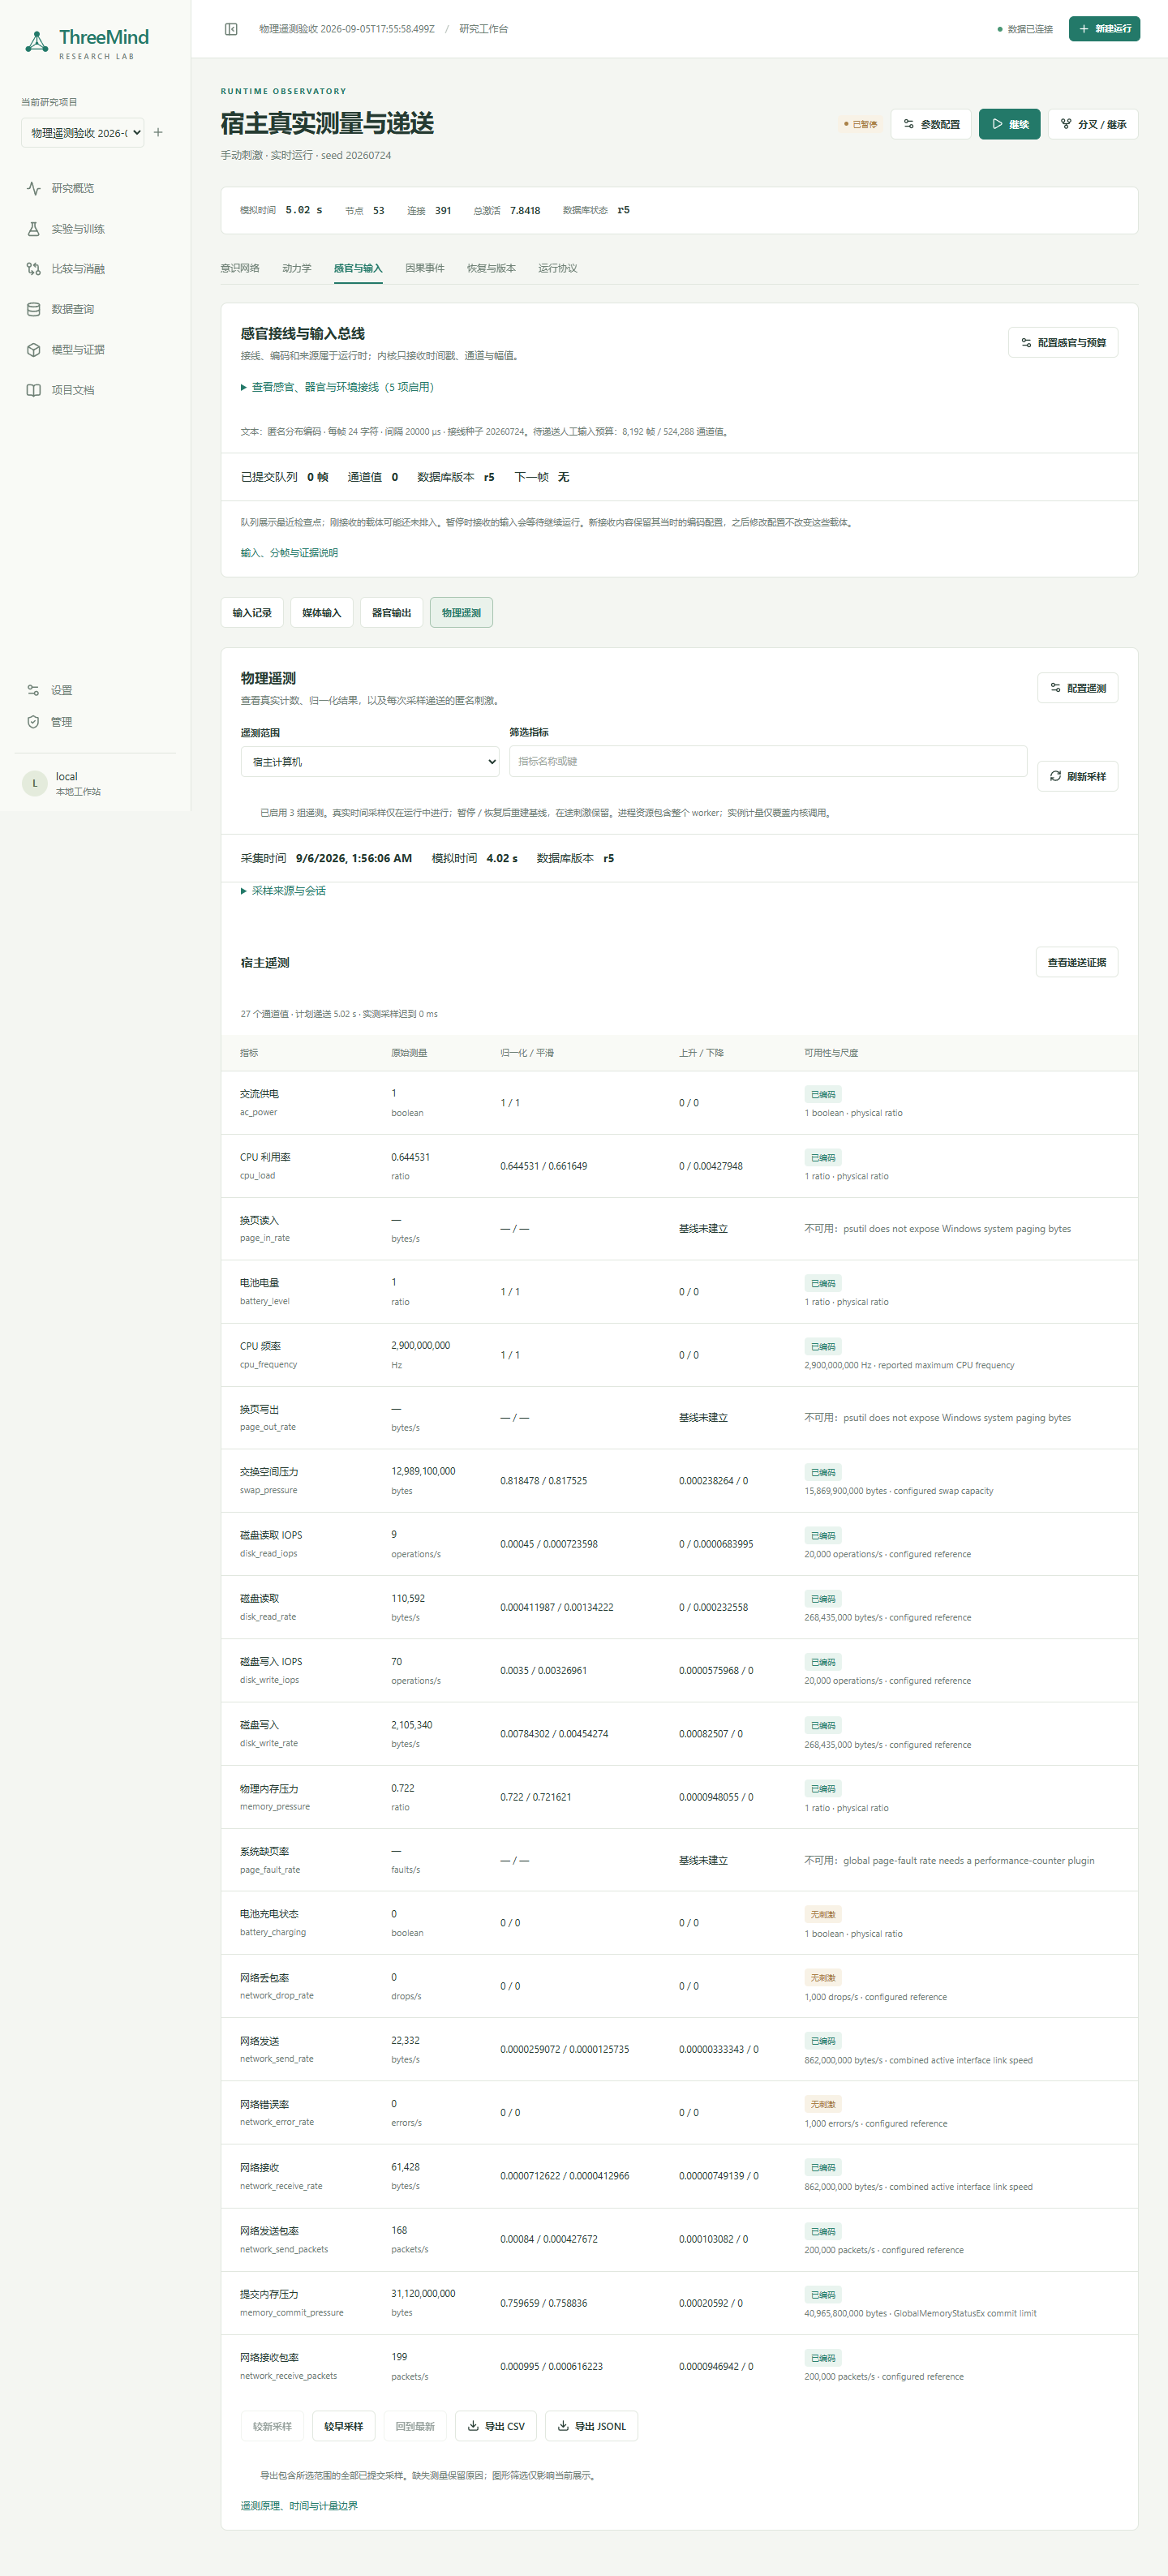 ThreeMind
RESEARCH LAB
当前研究项目
物理遥测验收 2026-(
研究概览
实验与训练
比较与消融
数据查询
模型与证据
项目文档
设置
管理
L
local
本地工作站
物理遥测验收 2026-09-05T17:55:58.499Z / 研究工作台
数据已连接
新建运行
RUNTIME OBSERVATORY
宿主真实测量与递送
手动刺激 · 实时运行 · seed 20260724
已暂停
参数配置
继续
分叉 / 继承
模拟时间 5.02 s 节点 53 连接 391 总激活 7.8418 数据库状态 r5
意识网络 动力学 感官与输入 因果事件 恢复与版本 运行协议
感官接线与输入总线
接线、编码和来源属于运行时；内核只接收时间戳、通道与幅值。
配置感官与预算
查看感官、器官与环境接线（5 项启用）
文本：匿名分布编码 · 每帧 24 字符 · 间隔 20000 μs · 接线种子 20260724。待递送人工输入预算：8,192 帧 / 524,288 通道值。
已提交队列 0 帧 通道值 0 数据库版本 r5 下一帧 无
队列展示最近检查点；刚接收的载体可能还未排入。暂停时接收的输入会等待继续运行。新接收内容保留其当时的编码配置，之后修改配置不改变这些载体。
输入、分帧与证据说明
输入记录 媒体输入 器官输出 物理遥测
物理遥测
查看真实计数、归一化结果，以及每次采样递送的匿名刺激。
配置遥测
遥测范围 筛选指标
宿主计算机 指标名称或键 刷新采样
已启用 3 组遥测。真实时间采样仅在运行中进行；暂停 / 恢复后重建基线，在途刺激保留。进程资源包含整个 worker；实例计量仅覆盖内核调用。
采集时间 9/6/2026, 1:56:06 AM 模拟时间 4.02 s 数据库版本 r5
采样来源与会话
宿主遥测
查看递送证据
27 个通道值 · 计划递送 5.02 s · 实测采样迟到 0 ms
指标 原始测量 归一化 / 平滑 上升 / 下降 可用性与尺度
交流供电 1 1 / 1 0 / 0 已编码
ac_power boolean 1 boolean · physical ratio
CPU 利用率 0.644531 0.644531 / 0.661649 0 / 0.00427948 已编码
cpu_load ratio 1 ratio · physical ratio
换页读入 — — / — 基线未建立 不可用：psutil does not expose Windows system paging bytes
page_in_rate bytes/s
电池电量 1 1 / 1 0 / 0 已编码
battery_level ratio 1 ratio · physical ratio
CPU 频率 2,900,000,000 1 / 1 0 / 0 已编码
cpu_frequency Hz 2,900,000,000 Hz · reported maximum CPU frequency
换页写出 — — / — 基线未建立 不可用：psutil does not expose Windows system paging bytes
page_out_rate bytes/s
交换空间压力 12,989,100,000 0.818478 / 0.817525 0.000238264 / 0 已编码
swap_pressure bytes 15,869,900,000 bytes · configured swap capacity
磁盘读取 IOPS 9 0.00045 / 0.000723598 0 / 0.0000683995 已编码
disk_read_iops operations/s 20,000 operations/s · configured reference
磁盘读取 110,592 0.000411987 / 0.00134222 0 / 0.000232558 已编码
disk_read_rate bytes/s 268,435,000 bytes/s · configured reference
磁盘写入 IOPS 70 0.0035 / 0.00326961 0.0000575968 / 0 已编码
disk_write_iops operations/s 20,000 operations/s · configured reference
磁盘写入 2,105,340 0.00784302 / 0.00454274 0.00082507 / 0 已编码
disk_write_rate bytes/s 268,435,000 bytes/s · configured reference
物理内存压力 0.722 0.722 / 0.721621 0.0000948055 / 0 已编码
memory_pressure ratio 1 ratio · physical ratio
系统缺页率 — — / — 基线未建立 不可用：global page-fault rate needs a performance-counter plugin
page_fault_rate faults/s
电池充电状态 0 0 / 0 0 / 0 无刺激
battery_charging boolean 1 boolean · physical ratio
网络丢包率 0 0 / 0 0 / 0 无刺激
network_drop_rate drops/s 1,000 drops/s · configured reference
网络发送 22,332 0.0000259072 / 0.0000125735 0.00000333343 / 0 已编码
network_send_rate bytes/s 862,000,000 bytes/s · combined active interface link speed
网络错误率 0 0 / 0 0 / 0 无刺激
network_error_rate errors/s 1,000 errors/s · configured reference
网络接收 61,428 0.0000712622 / 0.0000412966 0.00000749139 / 0 已编码
network_receive_rate bytes/s 862,000,000 bytes/s · combined active interface link speed
网络发送包率 168 0.00084 / 0.000427672 0.000103082 / 0 已编码
network_send_packets packets/s 200,000 packets/s · configured reference
提交内存压力 31,120,000,000 0.759659 / 0.758836 0.00020592 / 0 已编码
memory_commit_pressure bytes 40,965,800,000 bytes · GlobalMemoryStatusEx commit limit
网络接收包率 199 0.000995 / 0.000616223 0.0000946942 / 0 已编码
network_receive_packets packets/s 200,000 packets/s · configured reference
较新采样 较早采样 回到最新 导出 CSV 导出 JSONL
导出包含所选范围的全部已提交采样。缺失测量保留原因；图形筛选仅影响当前展示。
遥测原理、时间与计量边界